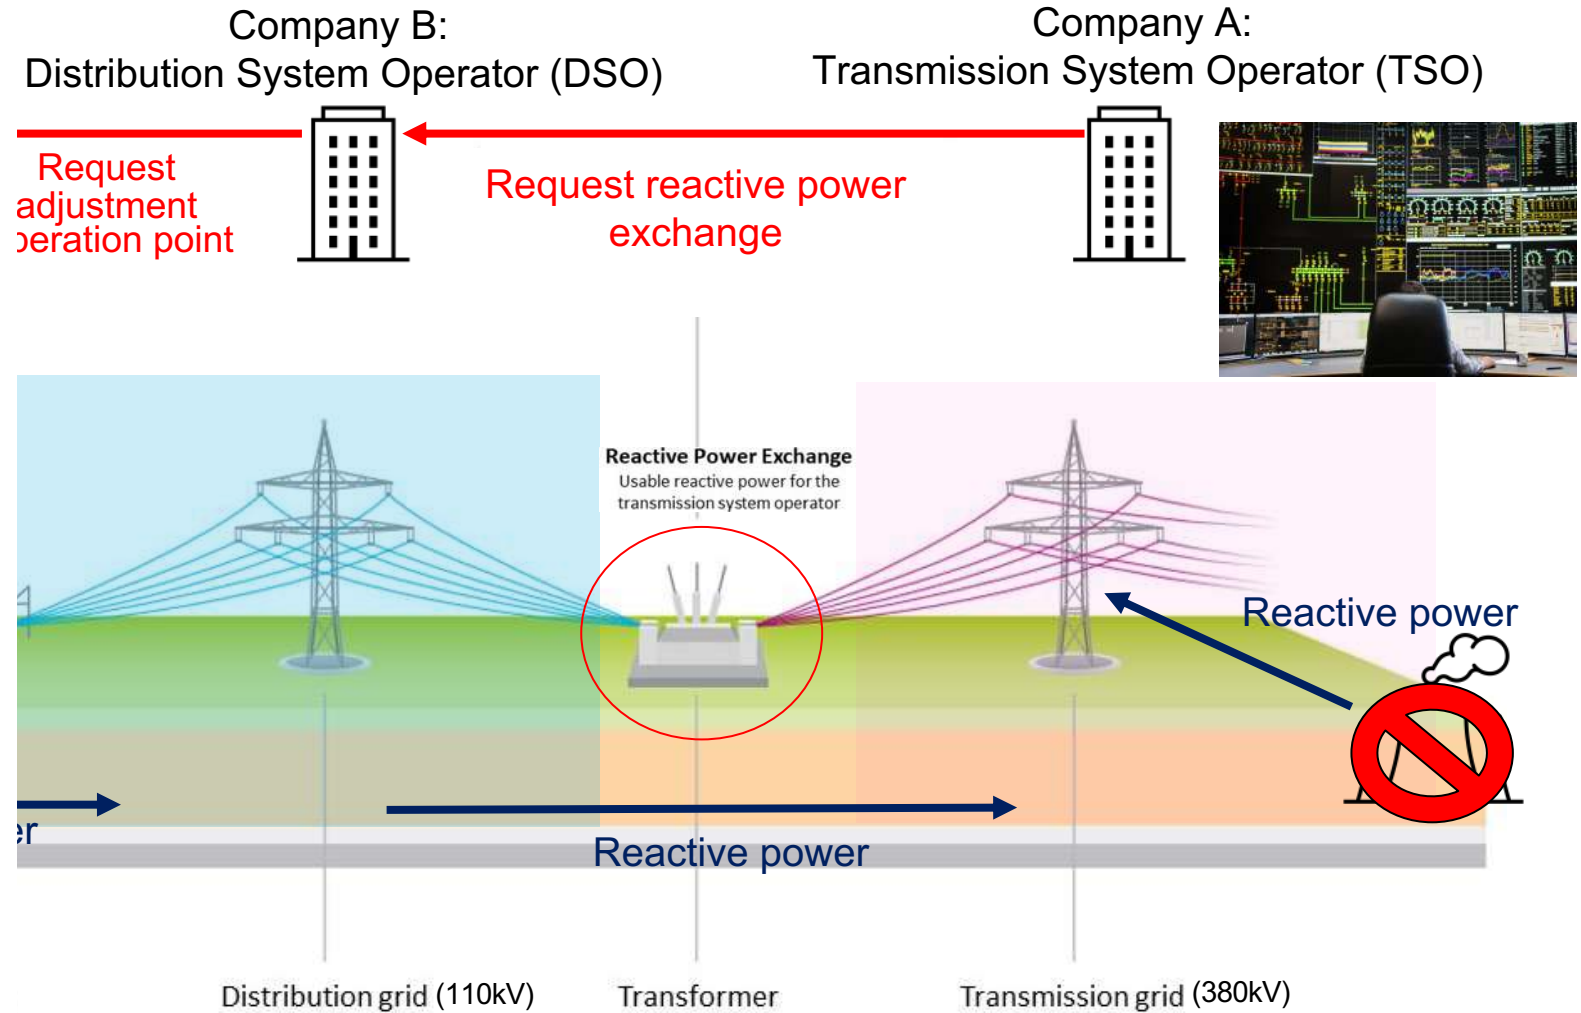 Company B:
Distribution System Operator (DSO)
Company A:
Transmission System Operator (TSO)
Request
adjustment
peration point
Request reactive power
exchange
Reactive Power Exchange
Usable reactive power for the
transmission system operator
Reactive power
er
Reactive power
Distribution grid (110kV)
Transformer
Transmission grid (380kV)